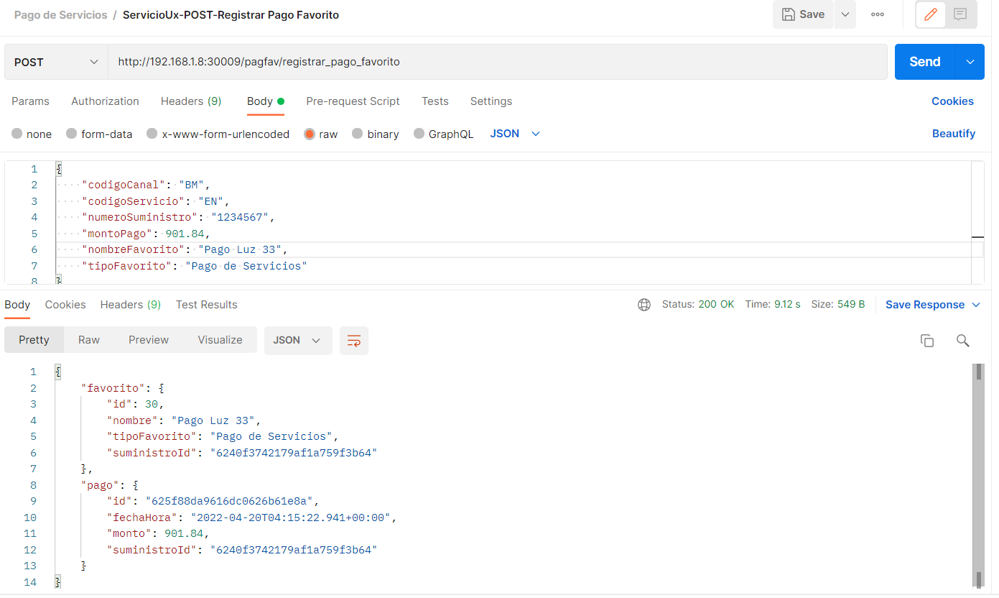 Pago de Servicios / ServicioUx-POST-Registrar Pago Favorito
Save
POST
http://192.168.1.8:30009/pagfav/registrar_pago_favorito
Send
Params Authorization Headers (9) Body Pre-request Script Tests Settings Cookies
none form-data x-www-form-urlencoded raw binary GraphQL JSON Beautify
1 {
2 ····"codigoCanal":·"BM",
3 ····"codigoServicio":·"EN",
4 ····"numeroSuministro":·"1234567",
5 ····"montoPago":·901.84,
6 ····"nombreFavorito":·"Pago·Luz·33",
7 ····"tipoFavorito":·"Pago·de·Servicios"
8 }
Body Cookies Headers (9) Test Results Status: 200 OK Time: 9.12 s Size: 549 B Save Response
Pretty Raw Preview Visualize JSON
1 {
2     "favorito": {
3         "id": 30,
4         "nombre": "Pago Luz 33",
5         "tipoFavorito": "Pago de Servicios",
6         "suministroId": "6240f3742179af1a759f3b64"
7     },
8     "pago": {
9         "id": "625f88da9616dc0626b61e8a",
10         "fechaHora": "2022-04-20T04:15:22.941+00:00",
11         "monto": 901.84,
12         "suministroId": "6240f3742179af1a759f3b64"
13     }
14 }